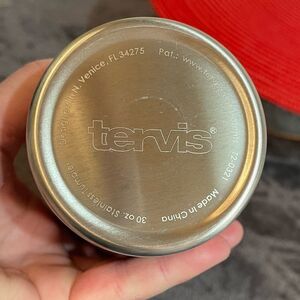 N. Venice, FL 34275
Pat.: www.
tervis®
30 oz. Stainless Tumbler
Made in China